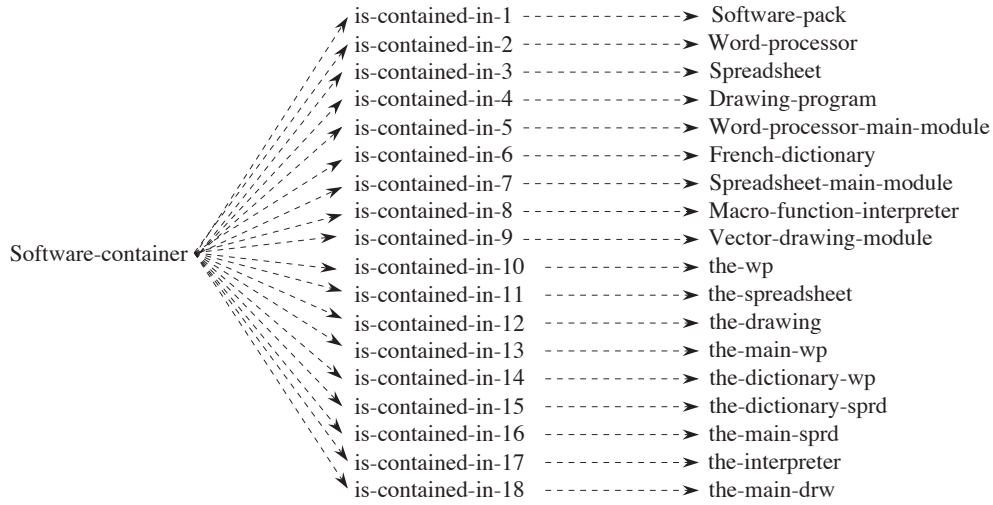 is-contained-in-1 Software-pack
is-contained-in-2 Word-processor
is-contained-in-3 Spreadsheet
is-contained-in-4 Drawing-program
is-contained-in-5 Word-processor-main-module
is-contained-in-6 French-dictionary
is-contained-in-7 Spreadsheet-main-module
is-contained-in-8 Macro-function-interpreter
is-contained-in-9 Vector-drawing-module
Software-container
is-contained-in-10 the-wp
is-contained-in-11 the-spreadsheet
is-contained-in-12 the-drawing
is-contained-in-13 the-main-wp
is-contained-in-14 the-dictionary-wp
is-contained-in-15 the-dictionary-sprd
is-contained-in-16 the-main-sprd
is-contained-in-17 the-interpreter
is-contained-in-18 the-main-drw